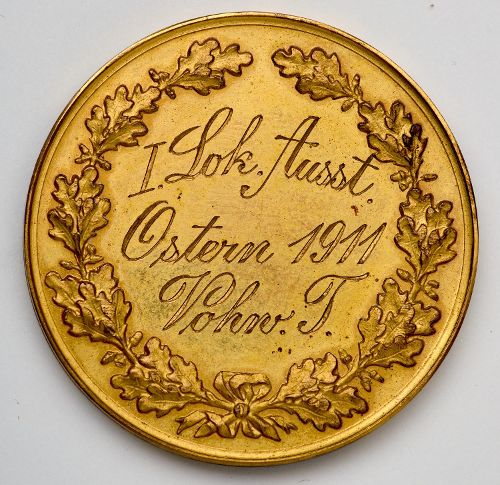 I. Lok. Ausst.
Ostern 1911
Vohw. T.